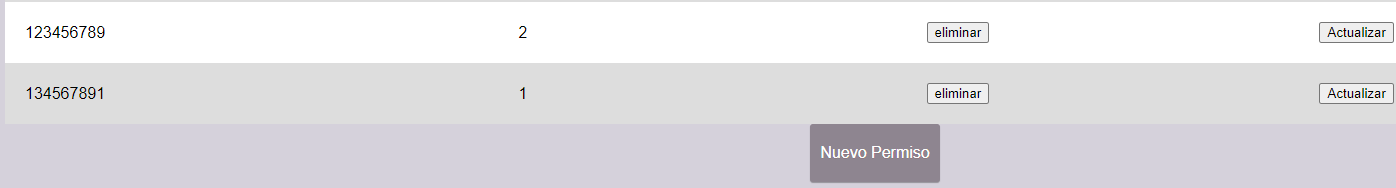 123456789 2 eliminar Actualizar
134567891 1 eliminar Actualizar
Nuevo Permiso